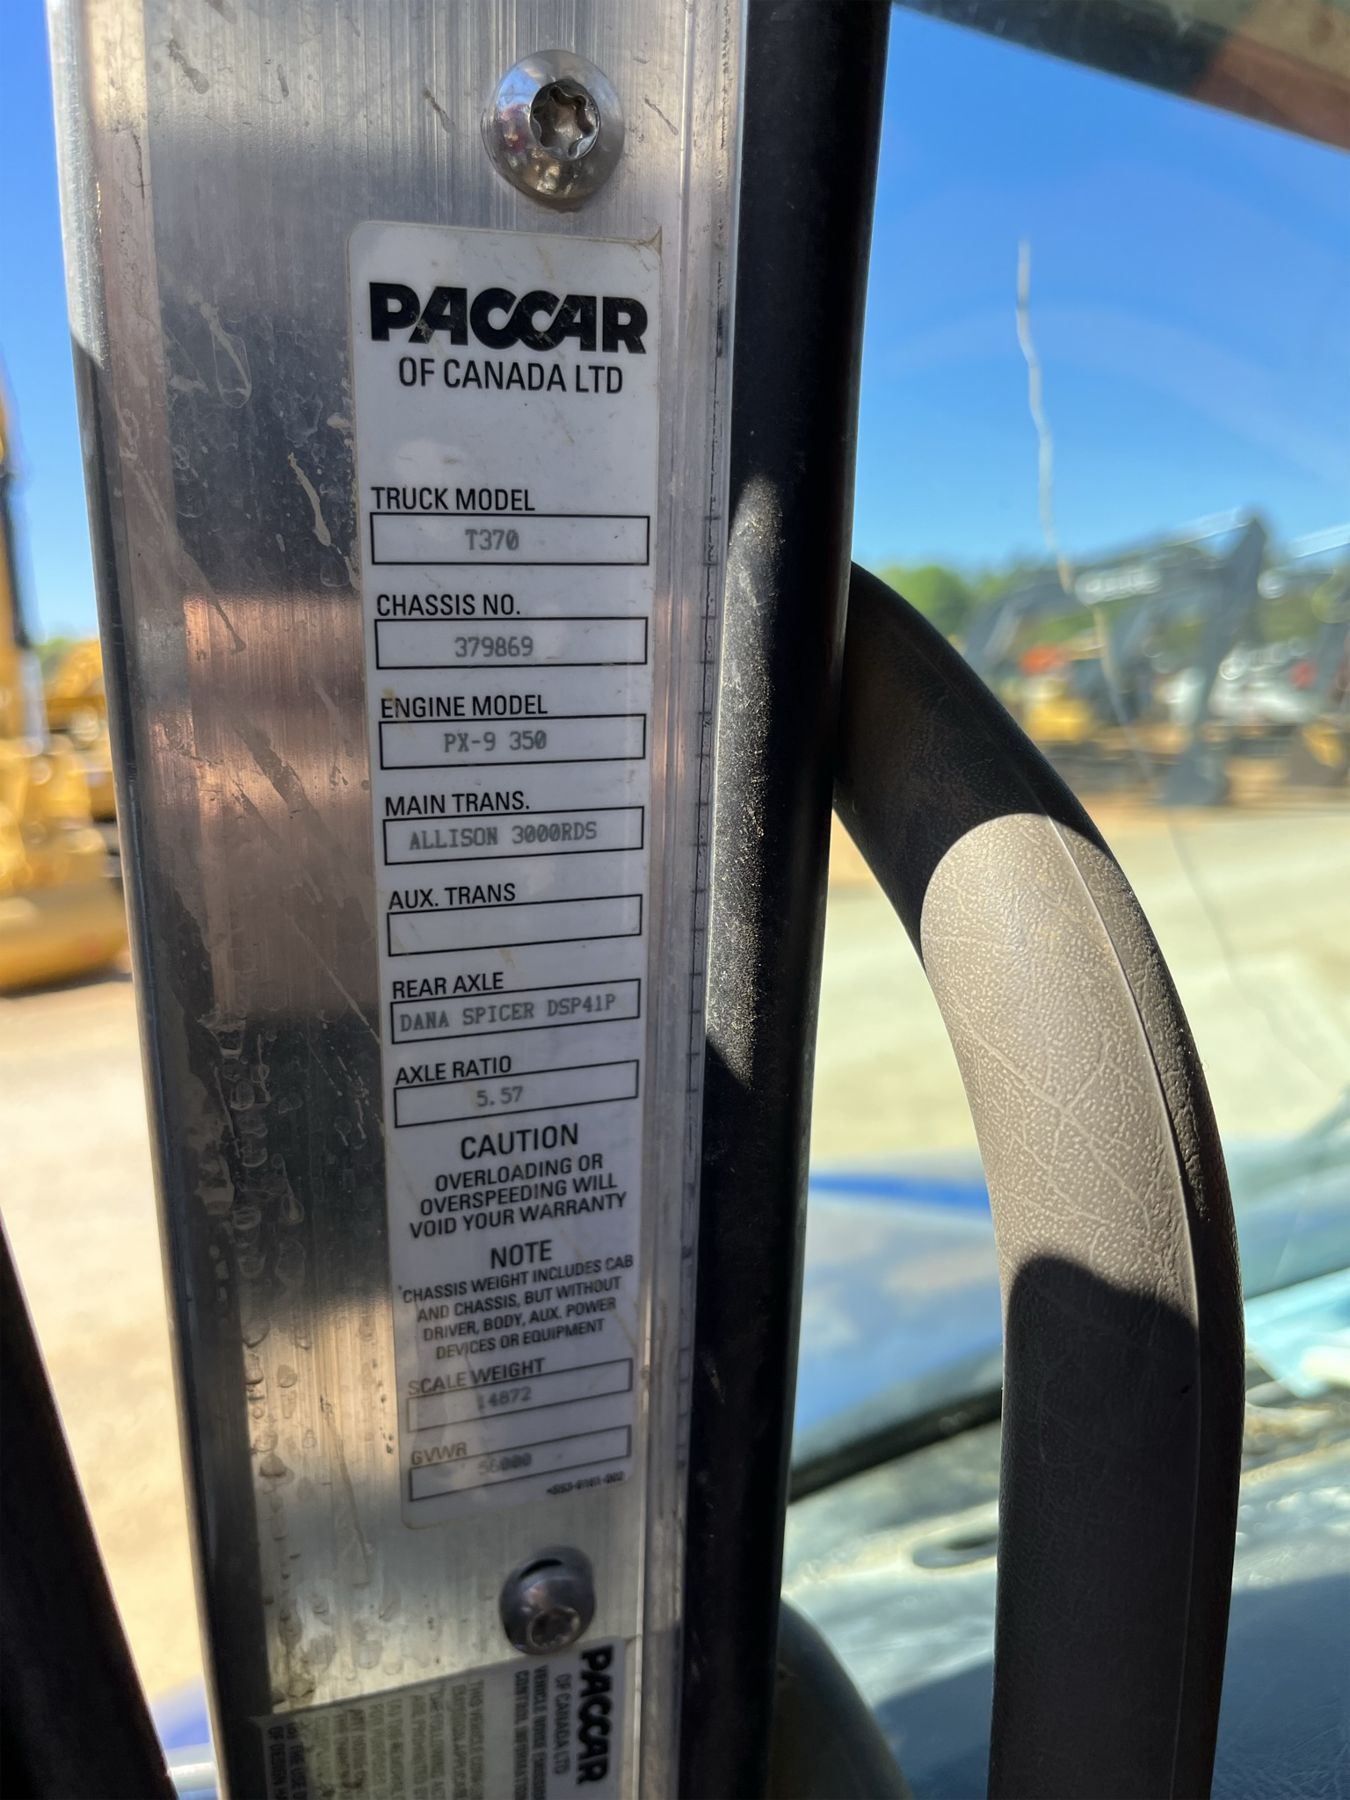 PACCAR
OF CANADA LTD
TRUCK MODEL
T370
CHASSIS NO.
379869
ENGINE MODEL
PX-9 350
MAIN TRANS.
ALLISON 3000RDS
AUX. TRANS
REAR AXLE
DANA SPICER DSP41P
AXLE RATIO
5.57
CAUTION
OVERLOADING OR
OVERSPEEDING WILL
VOID YOUR WARRANTY
NOTE
*CHASSIS WEIGHT INCLUDES CAB
AND CHASSIS, BUT WITHOUT
DRIVER, BODY, AUX. POWER
DEVICES OR EQUIPMENT
SCALE WEIGHT
14872
GVWR
56000
PACCAR
OF CANADA LTD